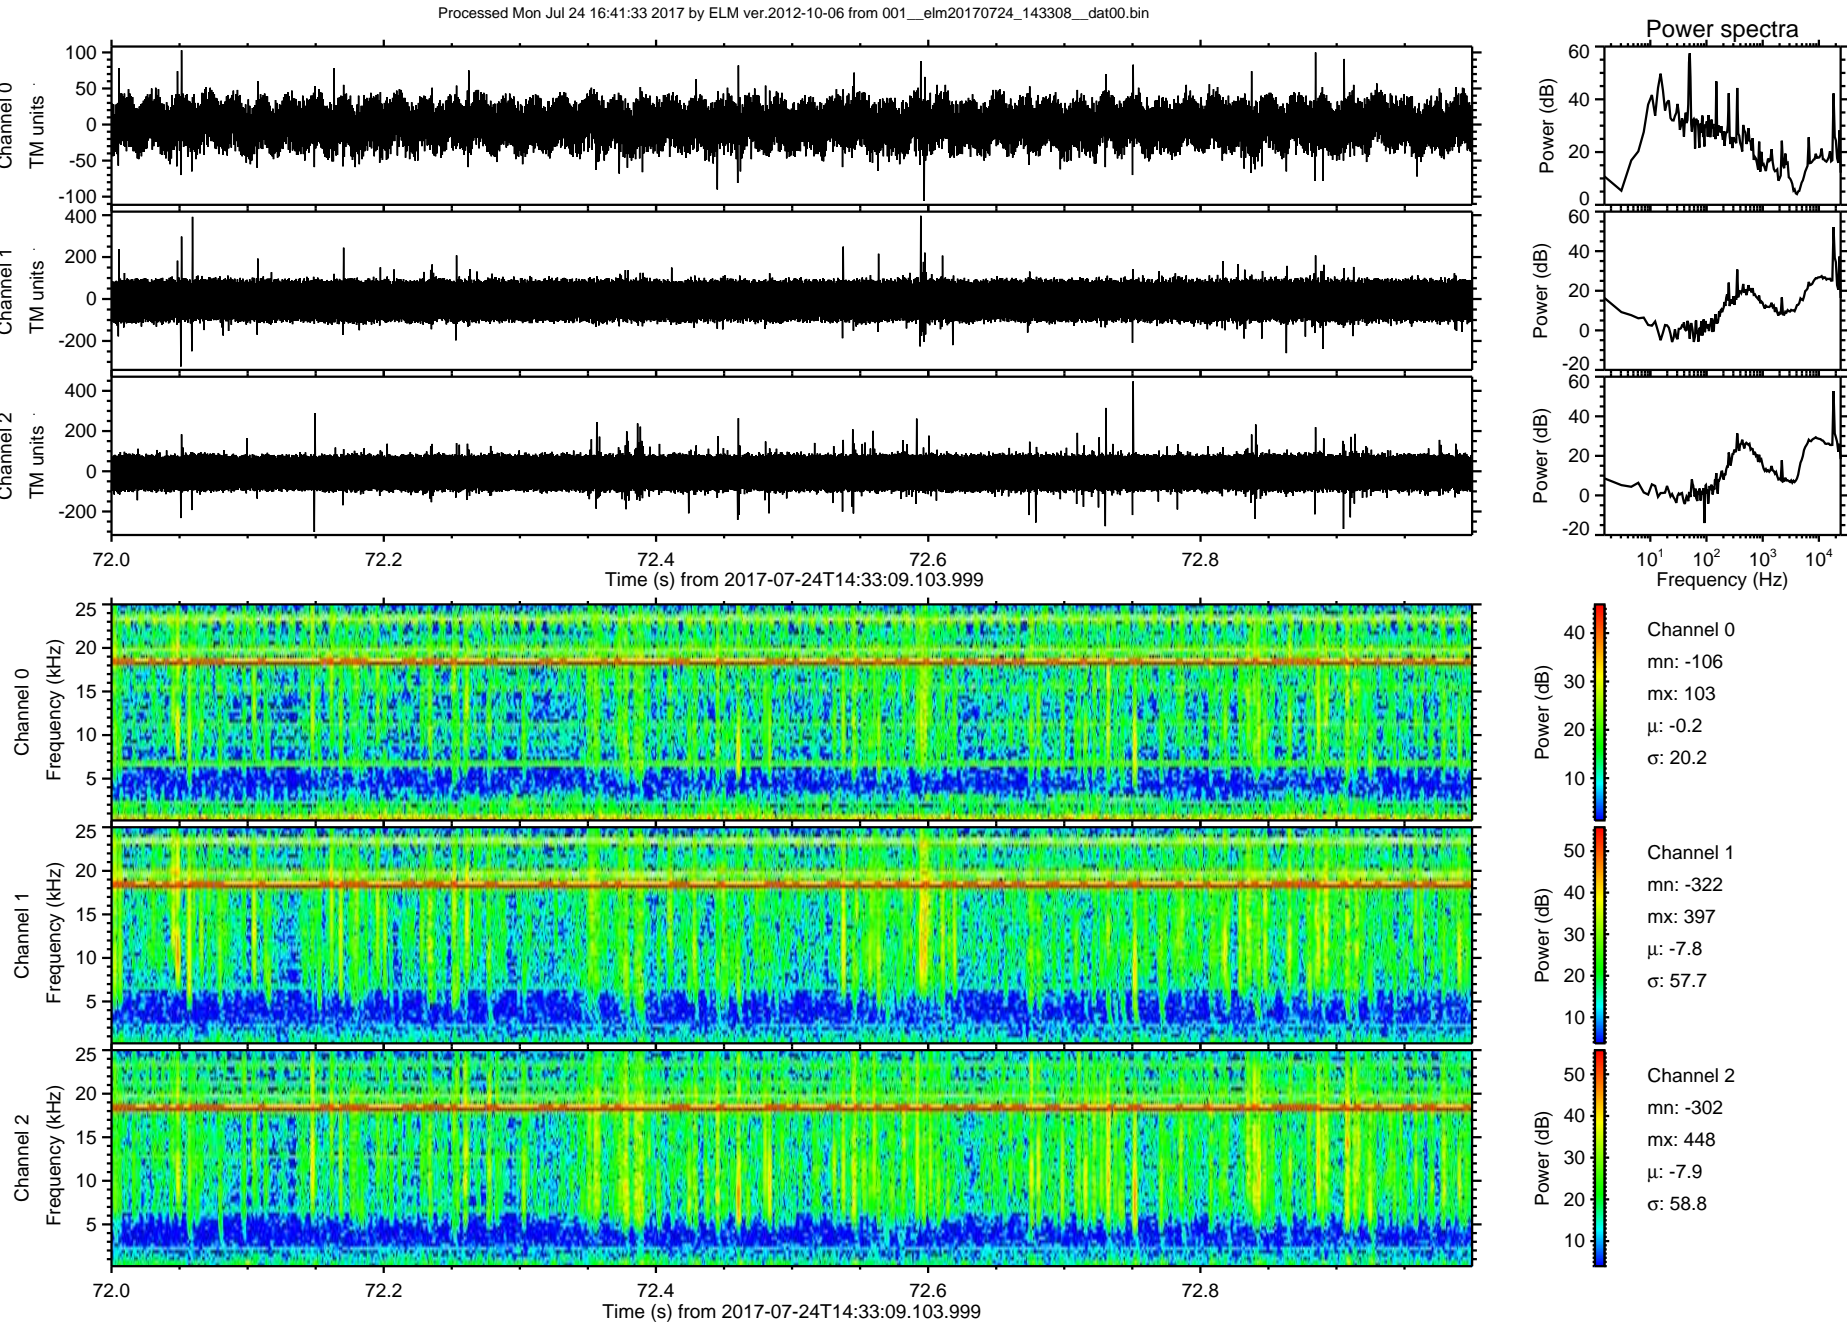 Processed Mon Jul 24 16:41:33 2017 by ELM ver.2012-10-06 from 001__elm20170724_143308__dat00.bin
Power spectra
Channel 0
TM units
100
50
0
-50
-100
Power (dB)
60
40
20
0
Channel 1
TM units
400
200
0
-200
Power (dB)
60
40
20
0
-20
Channel 2
TM units
400
200
0
-200
Power (dB)
60
40
20
0
-20
72.0 72.2 72.4 72.6 72.8
Time (s) from 2017-07-24T14:33:09.103.999
10¹ 10² 10³ 10⁴
Frequency (Hz)
Channel 0
Frequency (kHz)
25
20
15
10
5
Power (dB)
40
30
20
10
Channel 0
mn: -106
mx: 103
μ: -0.2
σ: 20.2
Channel 1
Frequency (kHz)
25
20
15
10
5
Power (dB)
50
40
30
20
10
Channel 1
mn: -322
mx: 397
μ: -7.8
σ: 57.7
Channel 2
Frequency (kHz)
25
20
15
10
5
Power (dB)
50
40
30
20
10
Channel 2
mn: -302
mx: 448
μ: -7.9
σ: 58.8
72.0 72.2 72.4 72.6 72.8
Time (s) from 2017-07-24T14:33:09.103.999